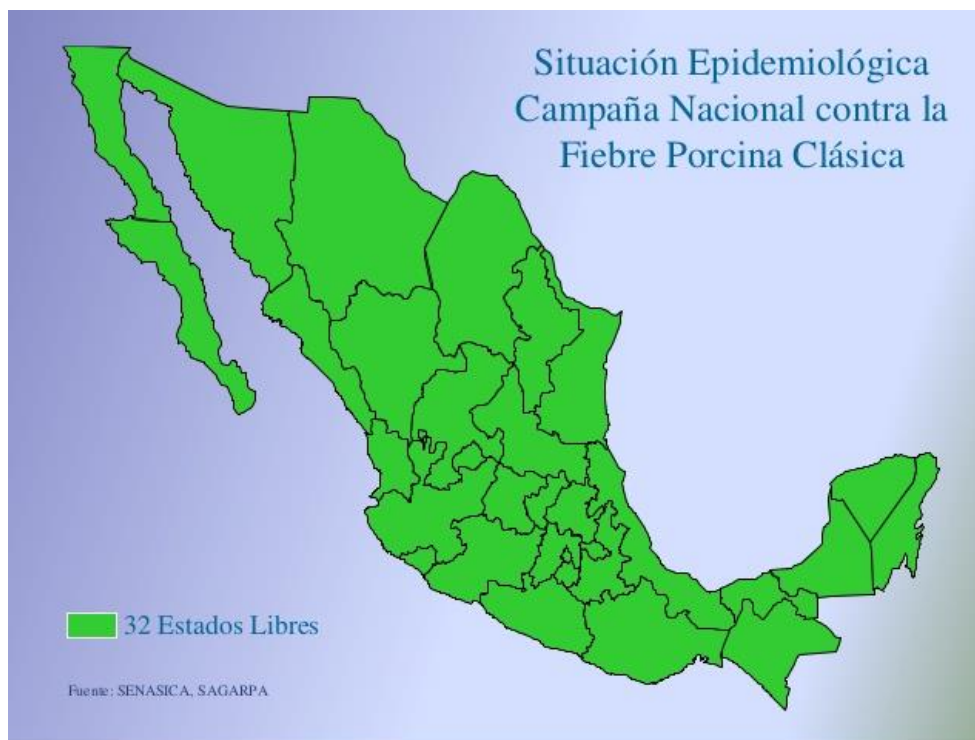 Situación Epidemiológica
Campaña Nacional contra la
Fiebre Porcina Clásica
32 Estados Libres
Fuente: SENASICA, SAGARPA